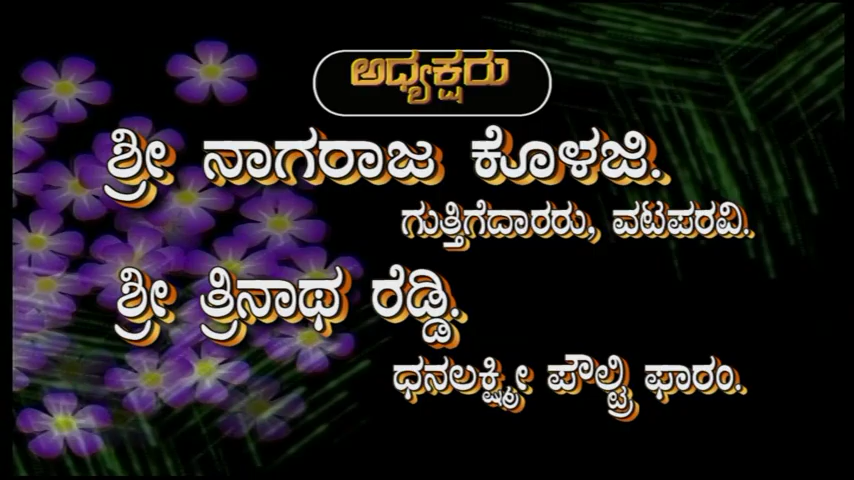 ಅಧ್ಯಕ್ಷರು
ಶ್ರೀ ನಾಗರಾಜ ಕೊಳಜಿ.
ಗುತ್ತಿಗೆದಾರರು, ವಟಪರವಿ.
ಶ್ರೀ ತ್ರಿನಾಥ ರೆಡ್ಡಿ.
ಧನಲಕ್ಷ್ಮೀ ಪೌಲ್ಟ್ರಿ ಫಾರಂ.